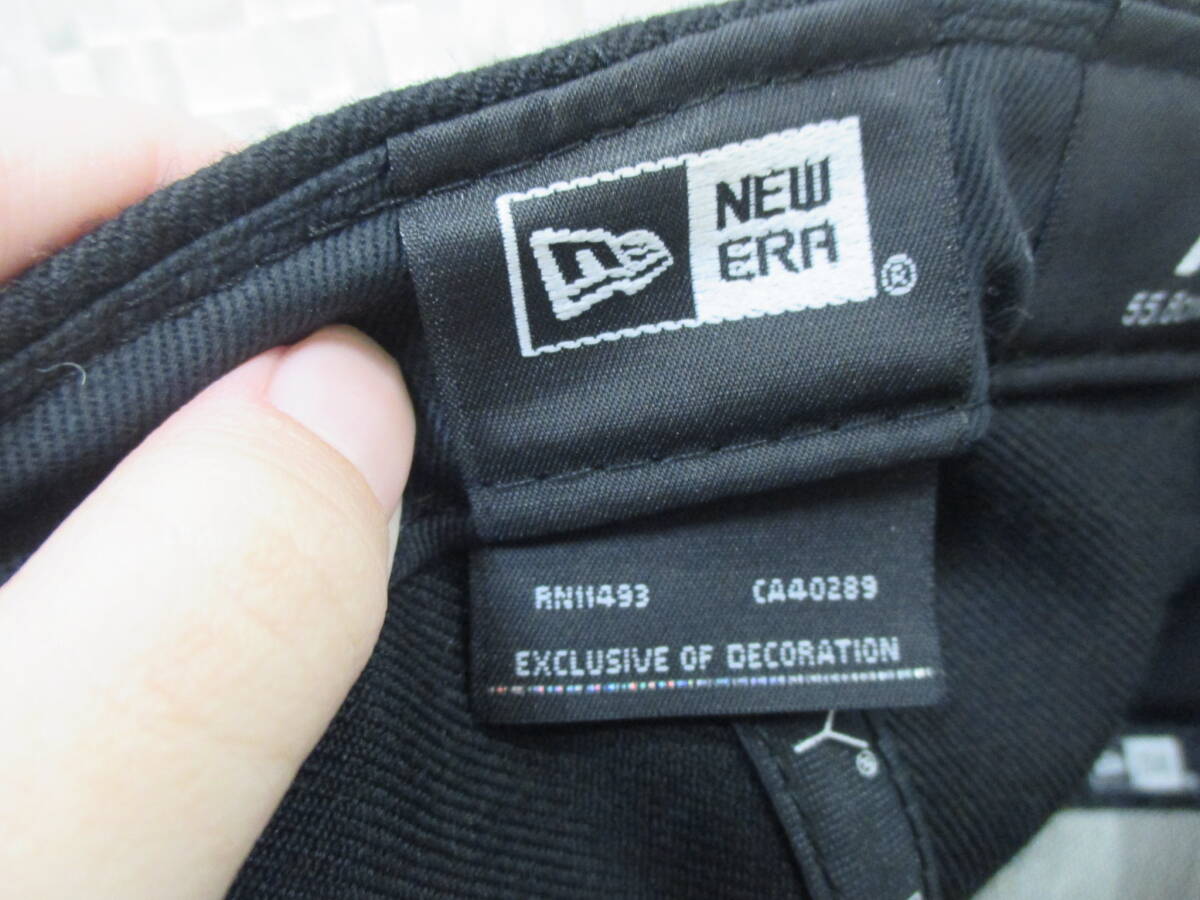 NEW
ERA
®
RN11493 CA40289
EXCLUSIVE OF DECORATION
®